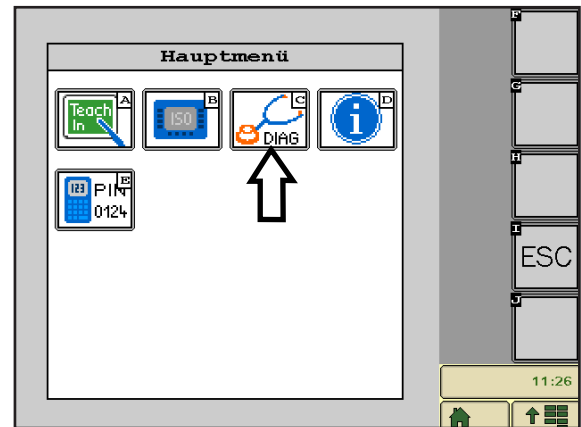 Hauptmenü
Teach
In
A
ISO
B
DIAG
C
i
D
123
PIN
0124
E
F
G
H
I
ESC
J
11:26